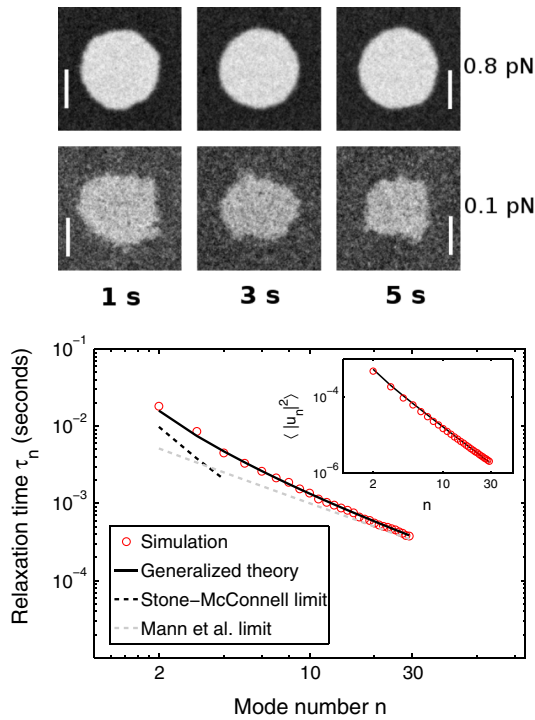 0.8 pN
0.1 pN
1 s 3 s 5 s
Relaxation time τn (seconds)
10^-1
10^-2
10^-3
10^-4
2 10 30
Mode number n
Simulation
Generalized theory
Stone−McConnell limit
Mann et al. limit
⟨ |un|^2⟩
10^-4
10^-6
2 10 30
n